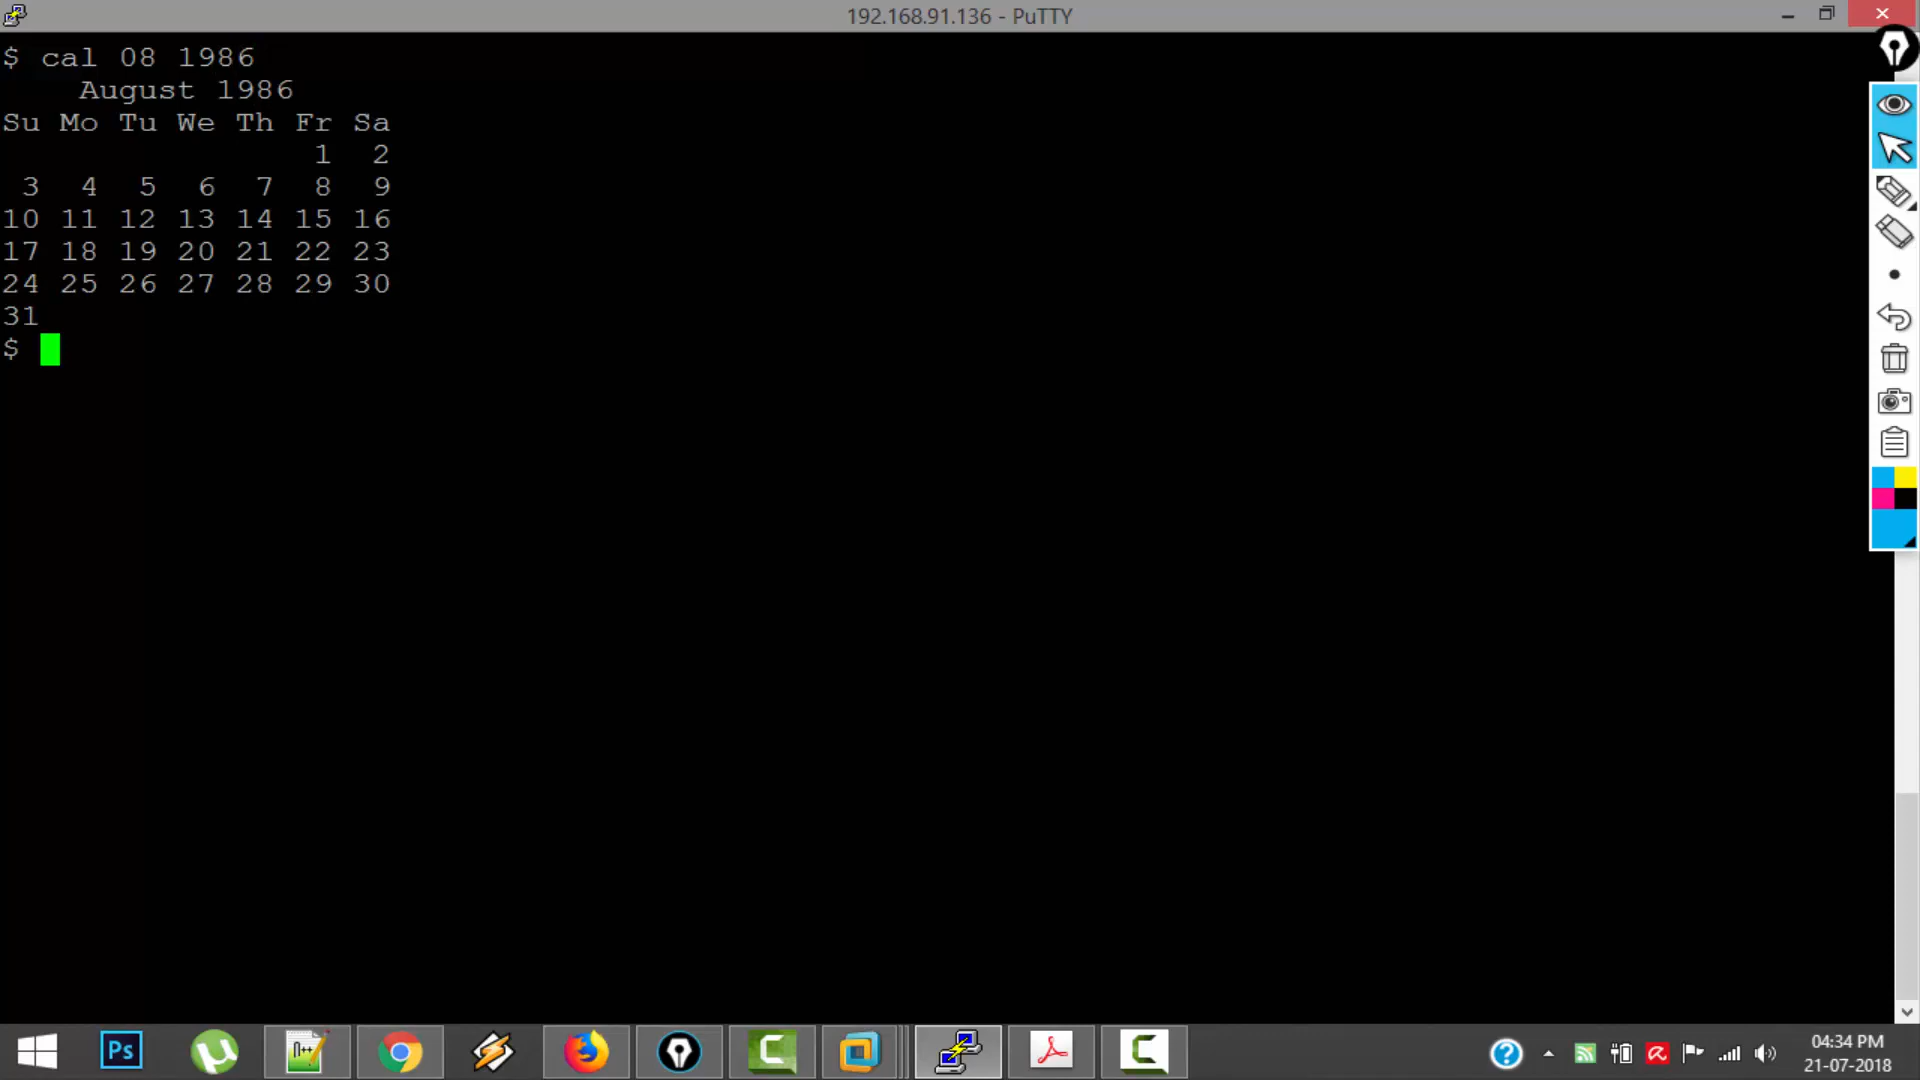 192.168.91.136 - PuTTY
$ cal 08 1986
    August 1986
Su Mo Tu We Th Fr Sa
                1  2
 3  4  5  6  7  8  9
10 11 12 13 14 15 16
17 18 19 20 21 22 23
24 25 26 27 28 29 30
31
$
Ps
n++
04:34 PM
21-07-2018